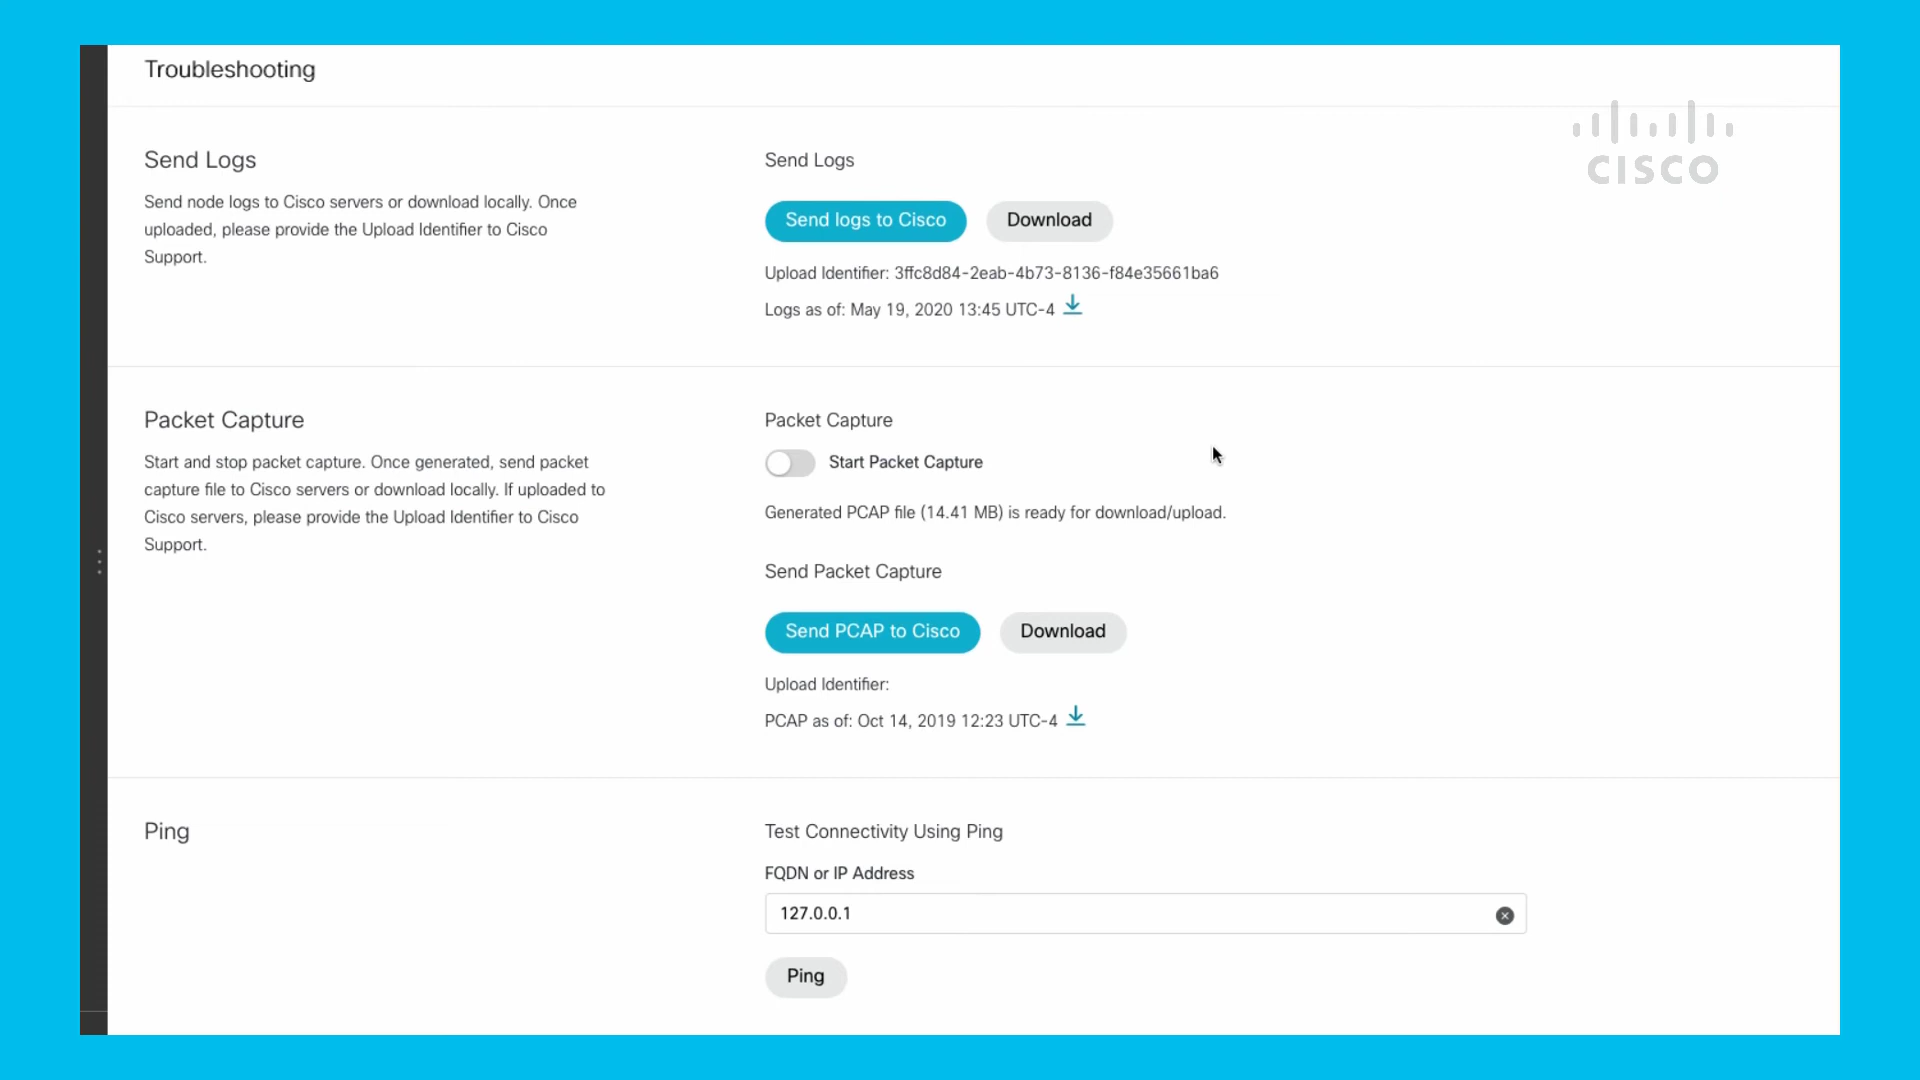 Troubleshooting
CISCO
Send Logs
Send node logs to Cisco servers or download locally. Once
uploaded, please provide the Upload Identifier to Cisco
Support.
Send Logs
Send logs to Cisco
Download
Upload Identifier: 3ffc8d84-2eab-4b73-8136-f84e35661ba6
Logs as of: May 19, 2020 13:45 UTC-4
Packet Capture
Start and stop packet capture. Once generated, send packet
capture file to Cisco servers or download locally. If uploaded to
Cisco servers, please provide the Upload Identifier to Cisco
Support.
Packet Capture
Start Packet Capture
Generated PCAP file (14.41 MB) is ready for download/upload.
Send Packet Capture
Send PCAP to Cisco
Download
Upload Identifier:
PCAP as of: Oct 14, 2019 12:23 UTC-4
Ping
Test Connectivity Using Ping
FQDN or IP Address
127.0.0.1
Ping